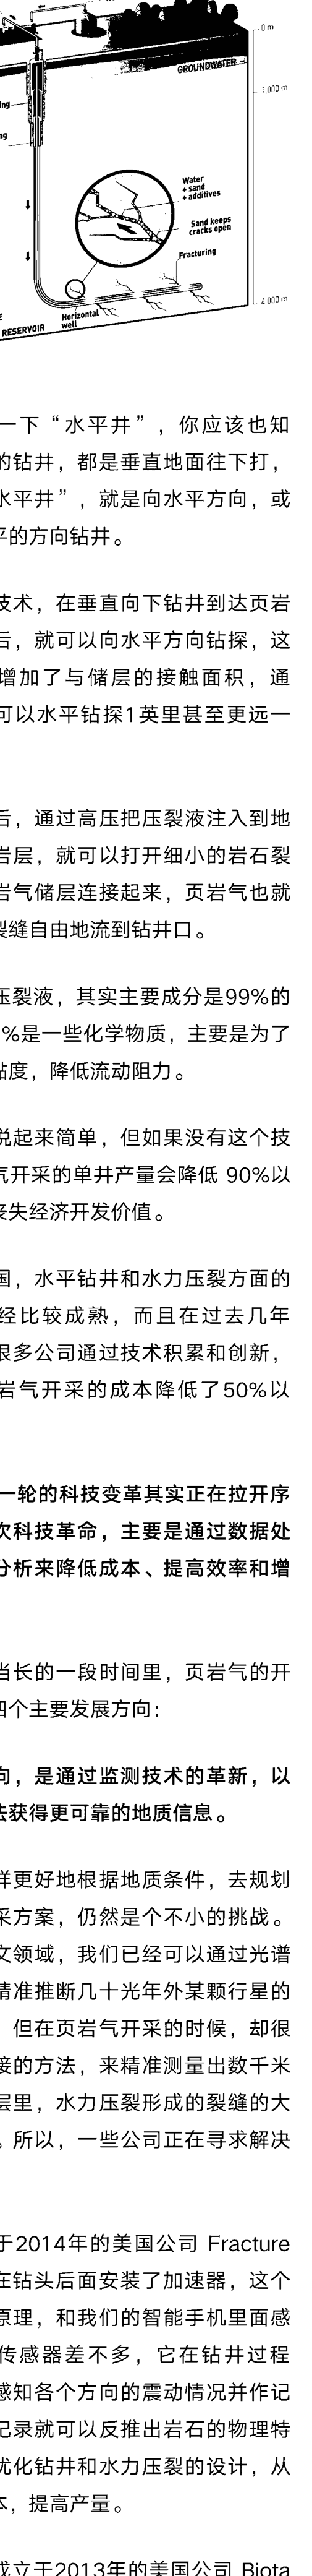 0 m
GROUNDWATER
1,000 m
ing
ng
Water
+ sand
+ additives
Sand keeps
cracks open
Fracturing
4,000 m
E
RESERVOIR
Horizontal
well
一下“水平井”，你应该也知
的钻井，都是垂直地面往下打，
水平井”，就是向水平方向，或
平的方向钻井。
技术，在垂直向下钻井到达页岩
后，就可以向水平方向钻探，这
增加了与储层的接触面积，通
可以水平钻探1英里甚至更远一
后，通过高压把压裂液注入到地
岩层，就可以打开细小的岩石裂
岩气储层连接起来，页岩气也就
裂缝自由地流到钻井口。
压裂液，其实主要成分是99%的
%是一些化学物质，主要是为了
黏度，降低流动阻力。
说起来简单，但如果没有这个技
气开采的单井产量会降低 90%以
丧失经济开发价值。
国，水平钻井和水力压裂方面的
经比较成熟，而且在过去几年
很多公司通过技术积累和创新，
岩气开采的成本降低了50%以
一轮的科技变革其实正在拉开序
次科技革命，主要是通过数据处
分析来降低成本、提高效率和增
当长的一段时间里，页岩气的开
四个主要发展方向：
向，是通过监测技术的革新，以
法获得更可靠的地质信息。
样更好地根据地质条件，去规划
采方案，仍然是个不小的挑战。
文领域，我们已经可以通过光谱
精准推断几十光年外某颗行星的
但在页岩气开采的时候，却很
接的方法，来精准测量出数千米
层里，水力压裂形成的裂缝的大
。所以，一些公司正在寻求解决
于2014年的美国公司 Fracture
在钻头后面安装了加速器，这个
原理，和我们的智能手机里面感
传感器差不多，它在钻井过程
感知各个方向的震动情况并作记
记录就可以反推出岩石的物理特
优化钻井和水力压裂的设计，从
本，提高产量。
成立于2013年的美国公司 Biota